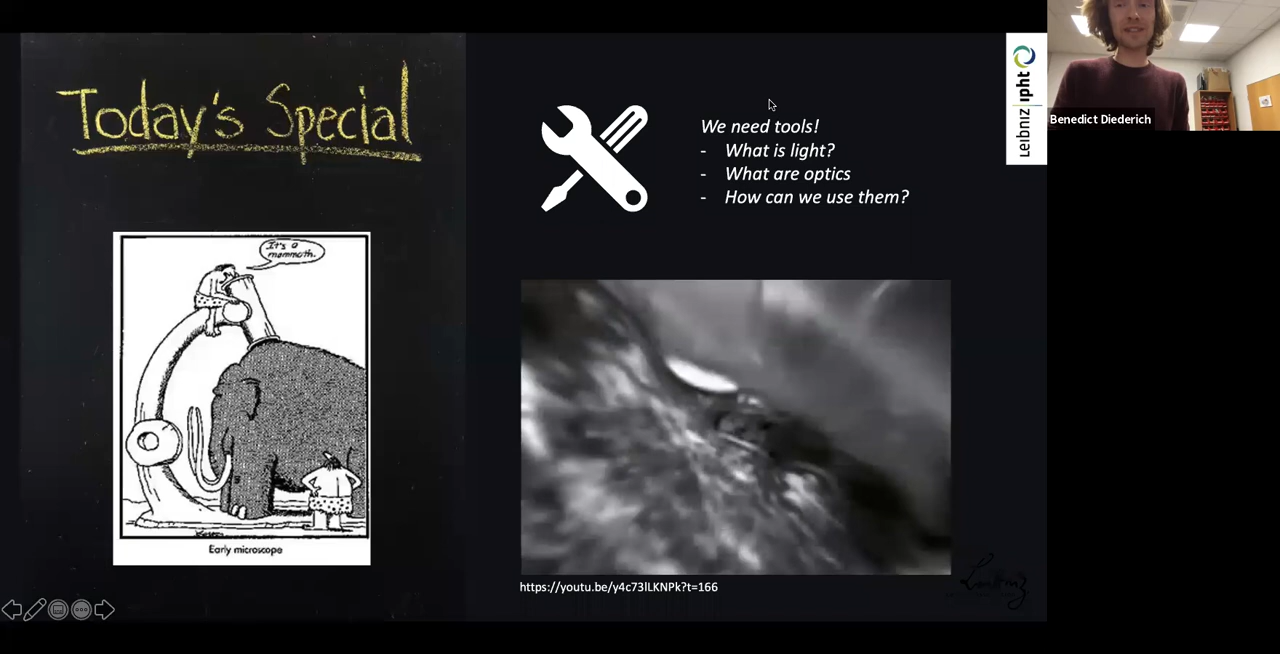 Today's Special
It's a
mammoth.
Early microscope
We need tools!
- What is light?
- What are optics
- How can we use them?
https://youtu.be/y4c73lLKNPk?t=166
Leibniz ipht
Benedict Diederich